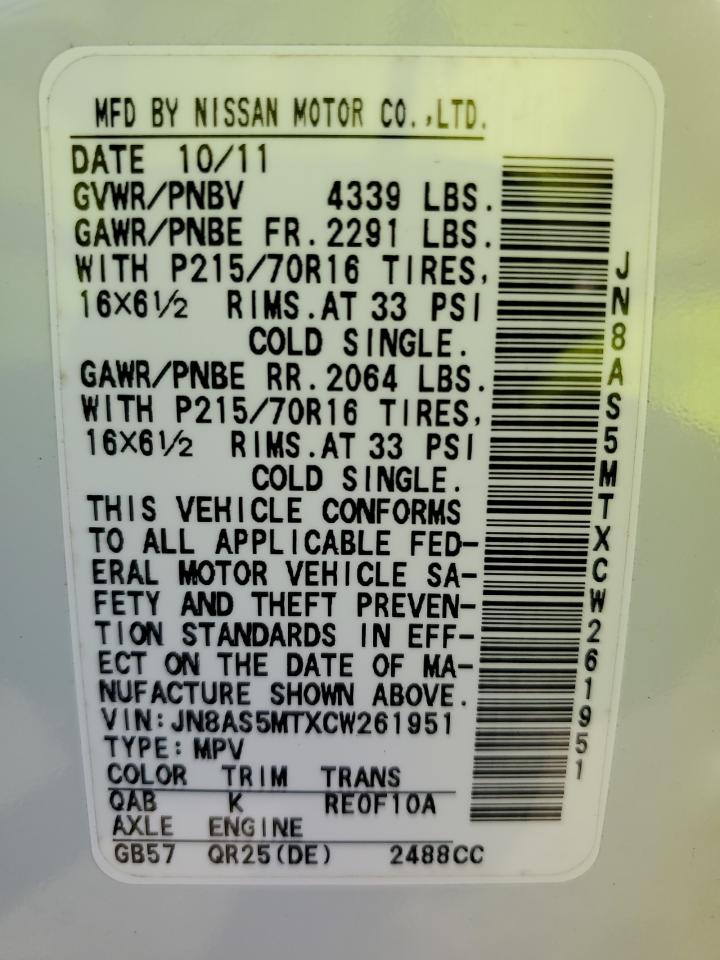 MFD BY NISSAN MOTOR CO.,LTD.
DATE 10/11
GVWR/PNBV 4339 LBS.
GAWR/PNBE FR.2291 LBS.
WITH P215/70R16 TIRES,
16X6½ RIMS.AT 33 PSI
COLD SINGLE.
GAWR/PNBE RR.2064 LBS.
WITH P215/70R16 TIRES,
16X6½ RIMS.AT 33 PSI
COLD SINGLE.
THIS VEHICLE CONFORMS
TO ALL APPLICABLE FED-
ERAL MOTOR VEHICLE SA-
FETY AND THEFT PREVEN-
TION STANDARDS IN EFF-
ECT ON THE DATE OF MA-
NUFACTURE SHOWN ABOVE.
VIN:JN8AS5MTXCW261951
TYPE:MPV
COLOR TRIM TRANS
QAB K RE0F10A
AXLE ENGINE
GB57 QR25(DE) 2488CC
JN8AS5MTXCW261951